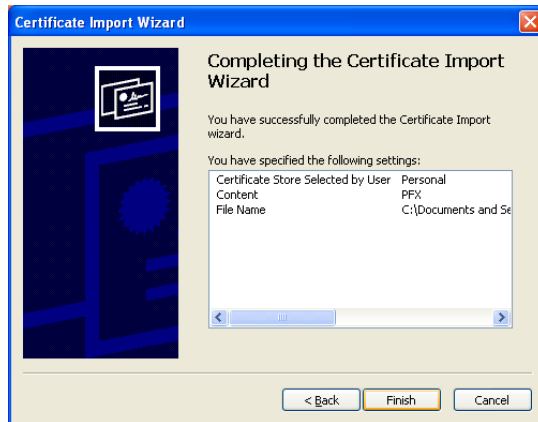 Certificate Import Wizard
Completing the Certificate Import
Wizard
You have successfully completed the Certificate Import
wizard.
You have specified the following settings:
Certificate Store Selected by User Personal
Content PFX
File Name C:\Documents and Se
< Back Finish Cancel